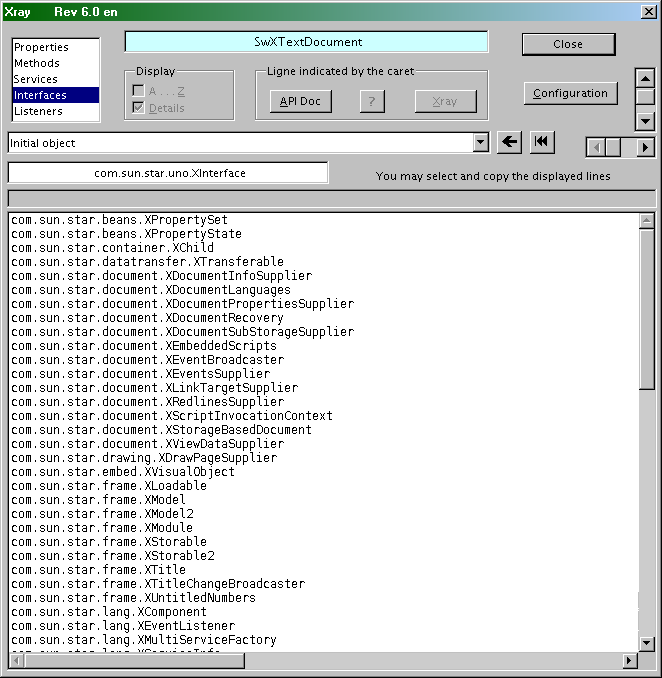 Xray Rev 6.0 en
Properties
Methods
Services
Interfaces
Listeners
SwXTextDocument
Close
Display
A . . . Z
Details
Ligne indicated by the caret
API Doc
?
Xray
Configuration
Initial object
com.sun.star.uno.XInterface
You may select and copy the displayed lines
com.sun.star.beans.XPropertySet
com.sun.star.beans.XPropertyState
com.sun.star.container.XChild
com.sun.star.datatransfer.XTransferable
com.sun.star.document.XDocumentInfoSupplier
com.sun.star.document.XDocumentLanguages
com.sun.star.document.XDocumentPropertiesSupplier
com.sun.star.document.XDocumentRecovery
com.sun.star.document.XDocumentSubStorageSupplier
com.sun.star.document.XEmbeddedScripts
com.sun.star.document.XEventBroadcaster
com.sun.star.document.XEventsSupplier
com.sun.star.document.XLinkTargetSupplier
com.sun.star.document.XRedlinesSupplier
com.sun.star.document.XScriptInvocationContext
com.sun.star.document.XStorageBasedDocument
com.sun.star.document.XViewDataSupplier
com.sun.star.drawing.XDrawPageSupplier
com.sun.star.embed.XVisualObject
com.sun.star.frame.XLoadable
com.sun.star.frame.XModel
com.sun.star.frame.XModel2
com.sun.star.frame.XModule
com.sun.star.frame.XStorable
com.sun.star.frame.XStorable2
com.sun.star.frame.XTitle
com.sun.star.frame.XTitleChangeBroadcaster
com.sun.star.frame.XUntitledNumbers
com.sun.star.lang.XComponent
com.sun.star.lang.XEventListener
com.sun.star.lang.XMultiServiceFactory
com.sun.star.lang.XServiceInfo